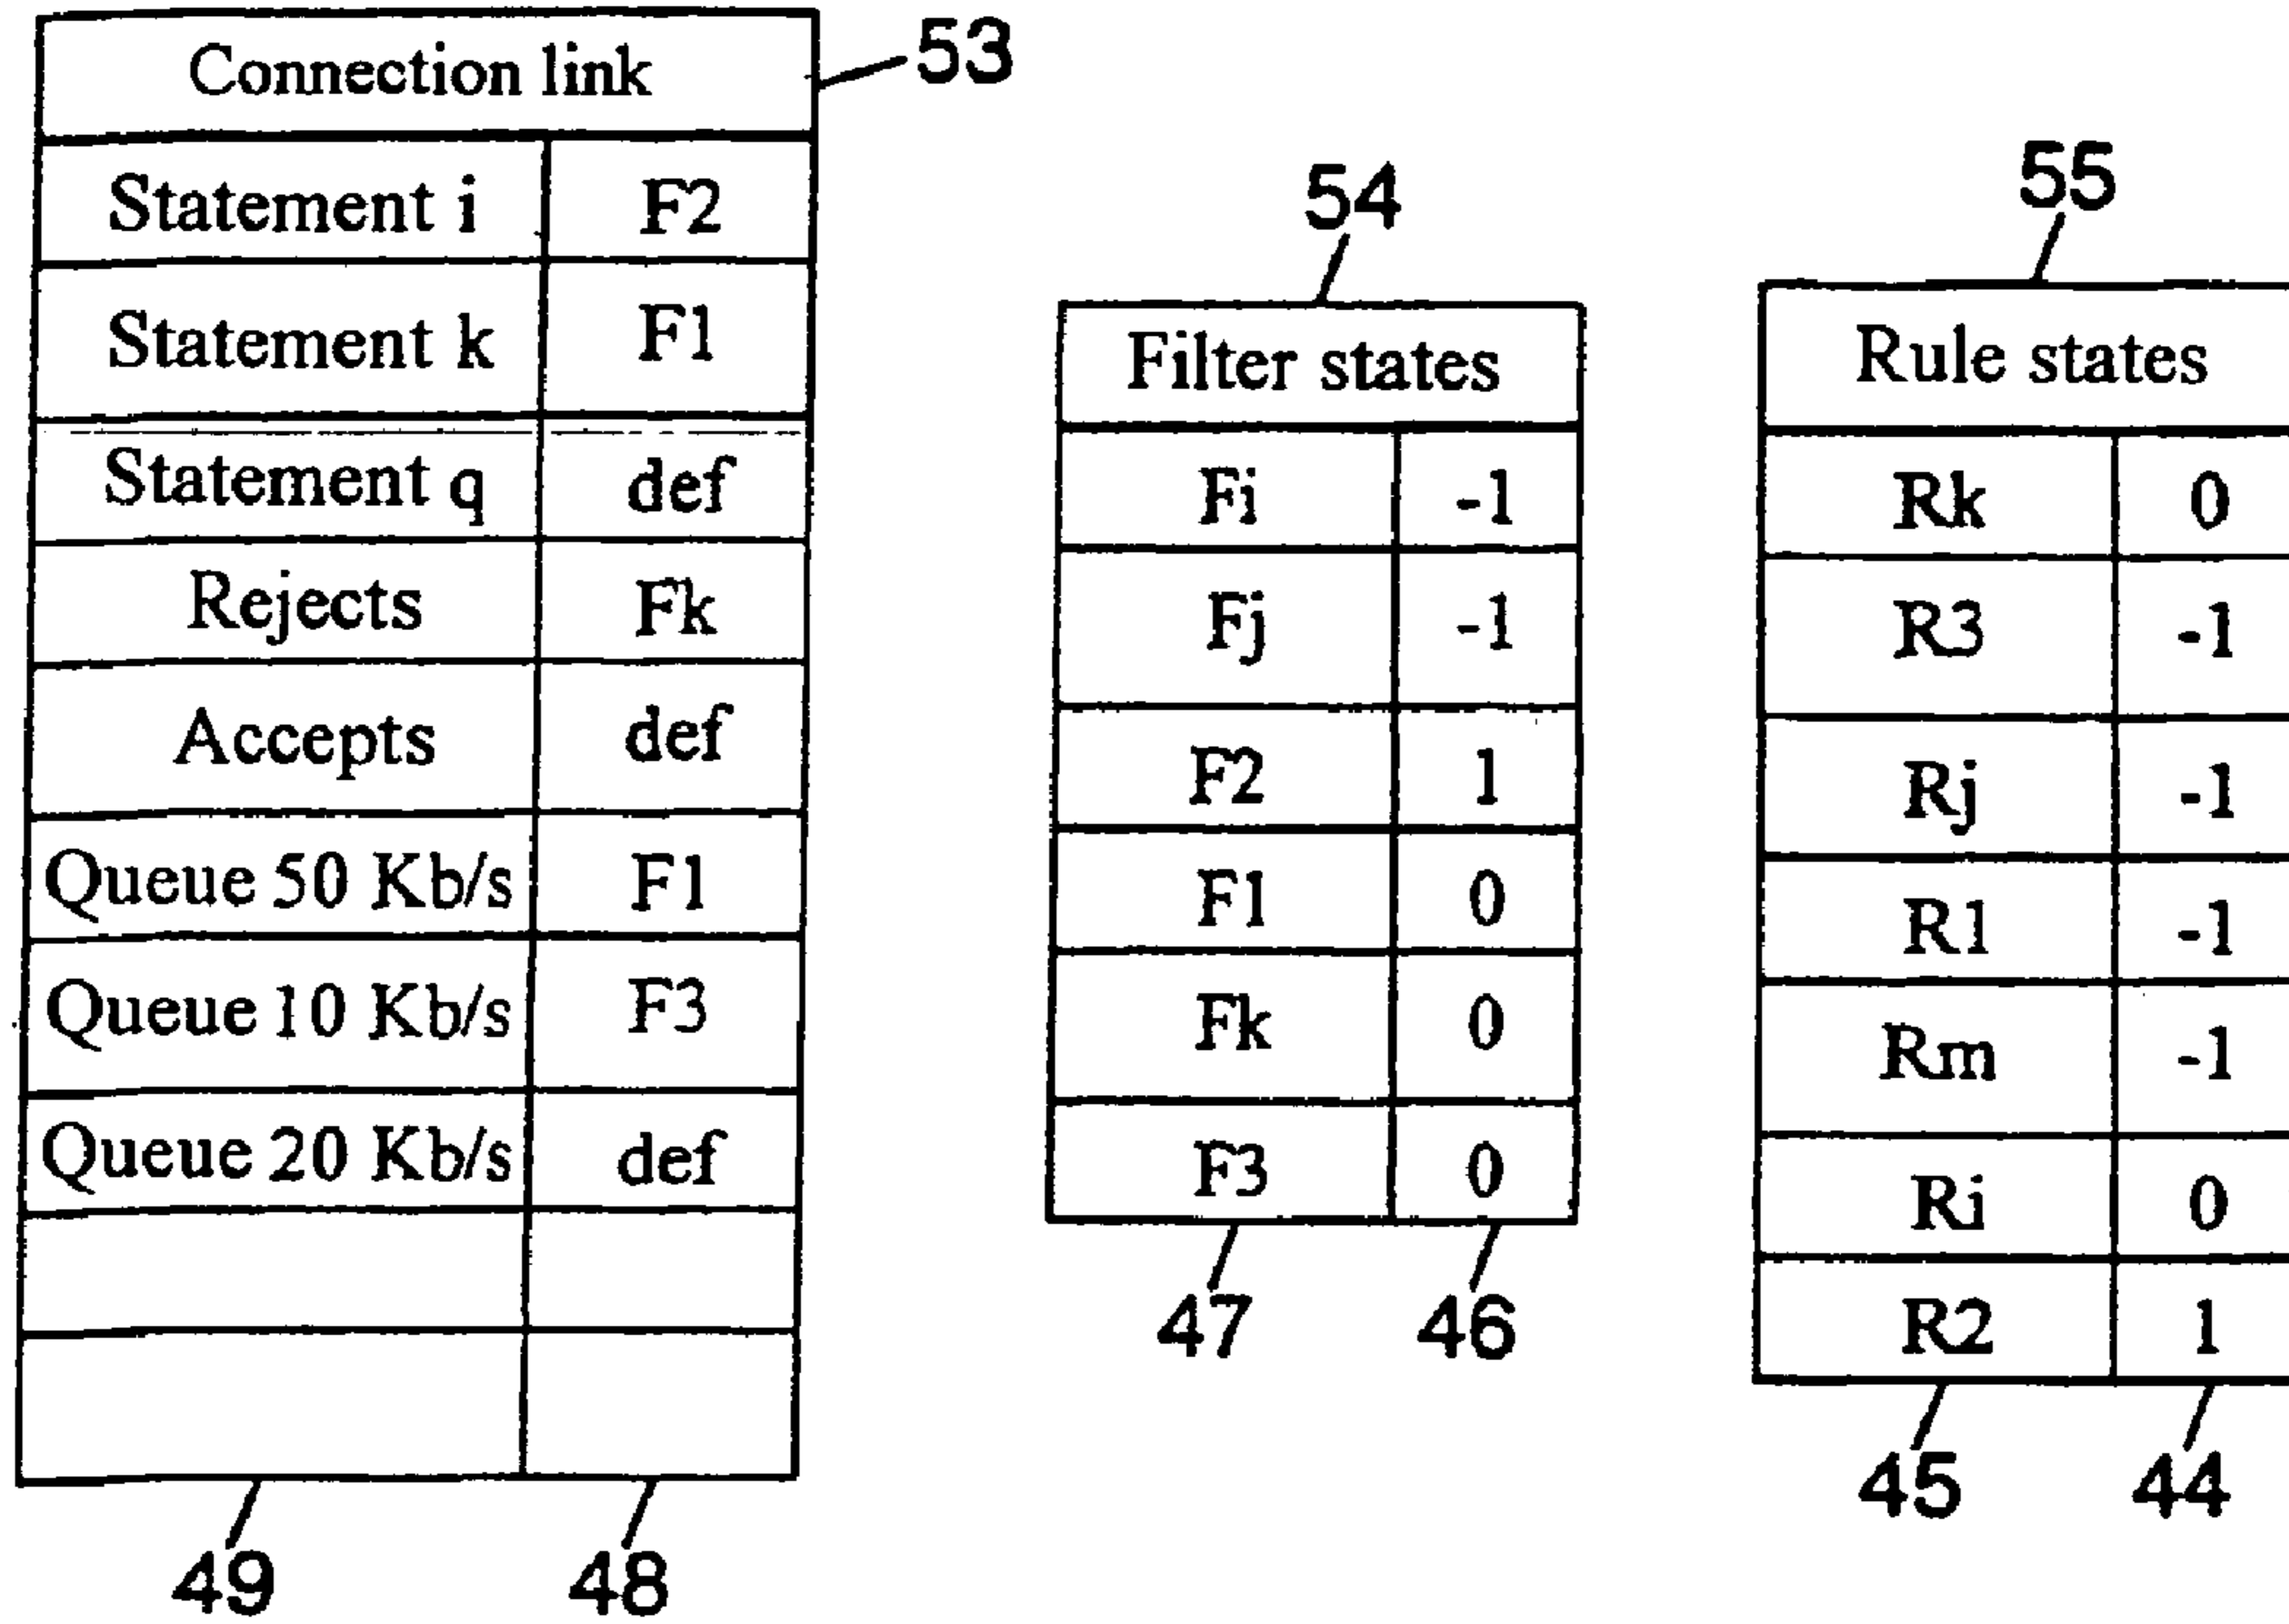 Connection link
53
Statement i F2
Statement k F1
Statement q def
Rejects Fk
Accepts def
Queue 50 Kb/s F1
Queue 10 Kb/s F3
Queue 20 Kb/s def
49 48
54
Filter states
Fi -1
Fj -1
F2 1
F1 0
Fk 0
F3 0
47 46
55
Rule states
Rk 0
R3 -1
Rj -1
R1 -1
Rm -1
Ri 0
R2 1
45 44